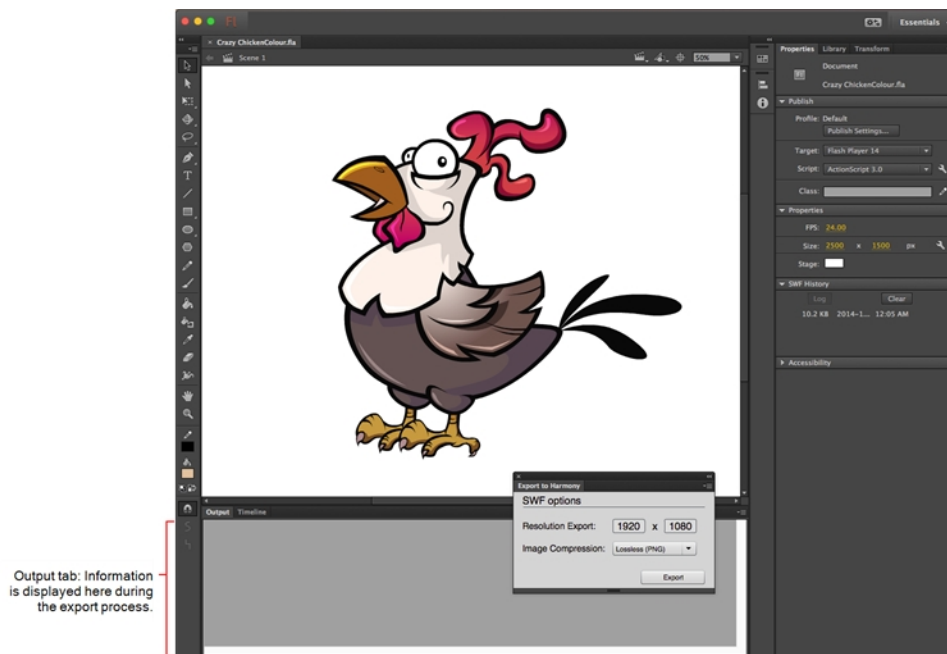 Fl
Essentials
× Crazy ChickenColour.fla
Scene 1
50%
Properties Library Transform
Document
Crazy ChickenColour.fla
Publish
Profile: Default
Publish Settings...
Target: Flash Player 14
Script: ActionScript 3.0
Class:
Properties
FPS: 24.00
Size: 2500 x 1500 px
Stage:
SWF History
Log Clear
10.2 KB 2014-1... 12:05 AM
Accessibility
Export to Harmony
SWF options
Resolution Export: 1920 x 1080
Image Compression: Lossless (PNG)
Export
Output Timeline
Output tab: Information
is displayed here during
the export process.